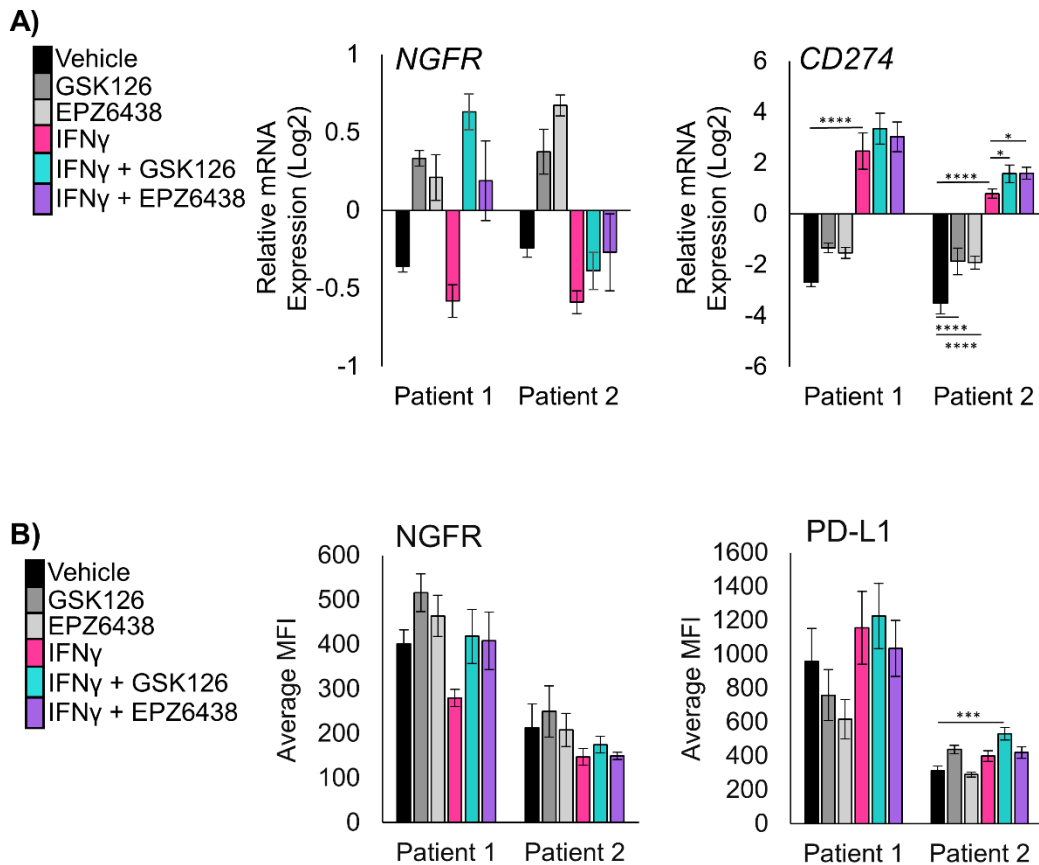 A)
Vehicle
GSK126
EPZ6438
IFNγ
IFNγ + GSK126
IFNγ + EPZ6438
NGFR
Relative mRNA
Expression (Log2)
1
0.5
0
-0.5
-1
Patient 1 Patient 2
CD274
Relative mRNA
Expression (Log2)
6
4
2
0
-2
-4
-6
****
****
*
*
****
****
Patient 1 Patient 2
B)
Vehicle
GSK126
EPZ6438
IFNγ
IFNγ + GSK126
IFNγ + EPZ6438
NGFR
Average MFI
600
500
400
300
200
100
0
Patient 1 Patient 2
PD-L1
Average MFI
1600
1400
1200
1000
800
600
400
200
0
***
Patient 1 Patient 2